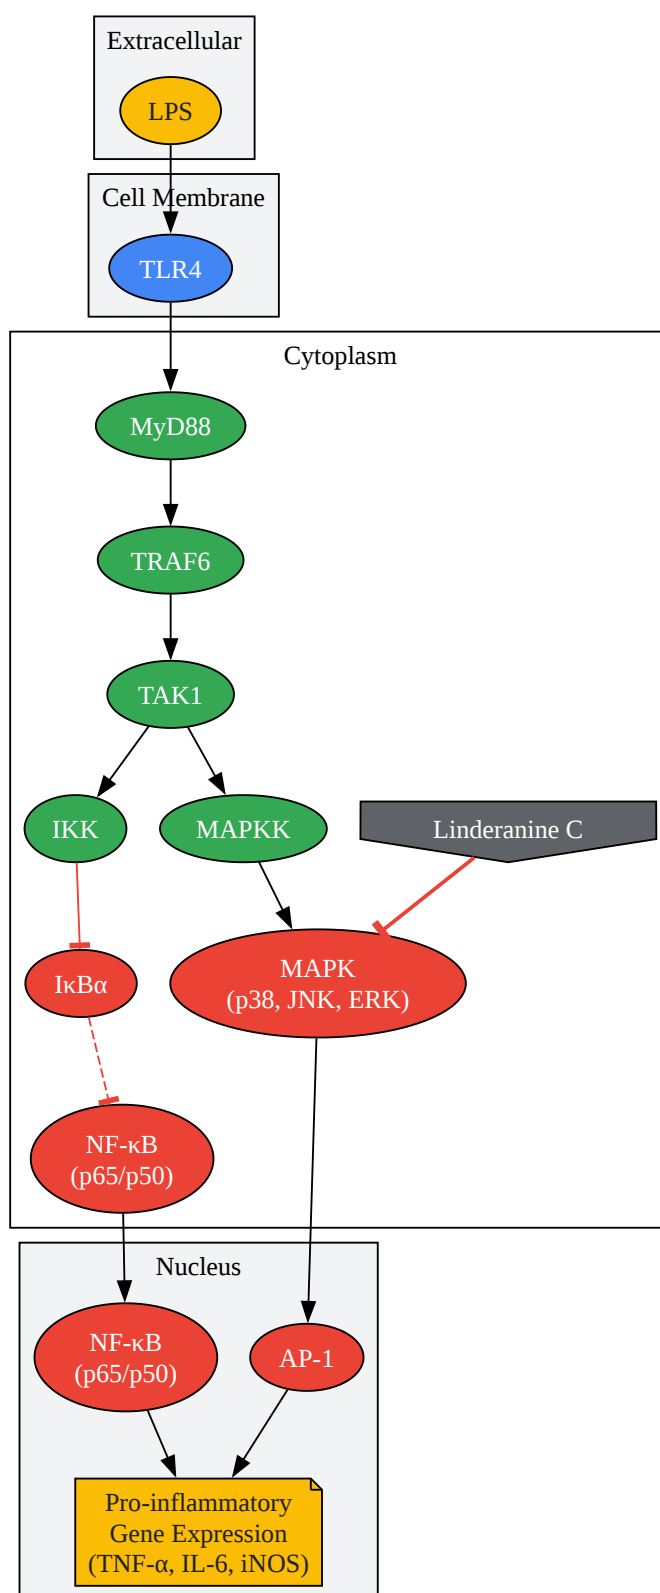 Extracellular
LPS
Cell Membrane
TLR4
Cytoplasm
MyD88
TRAF6
TAK1
IKK
MAPKK
Linderanine C
IκBα
MAPK
(p38, JNK, ERK)
NF-κB
(p65/p50)
Nucleus
NF-κB
(p65/p50)
AP-1
Pro-inflammatory
Gene Expression
(TNF-α, IL-6, iNOS)